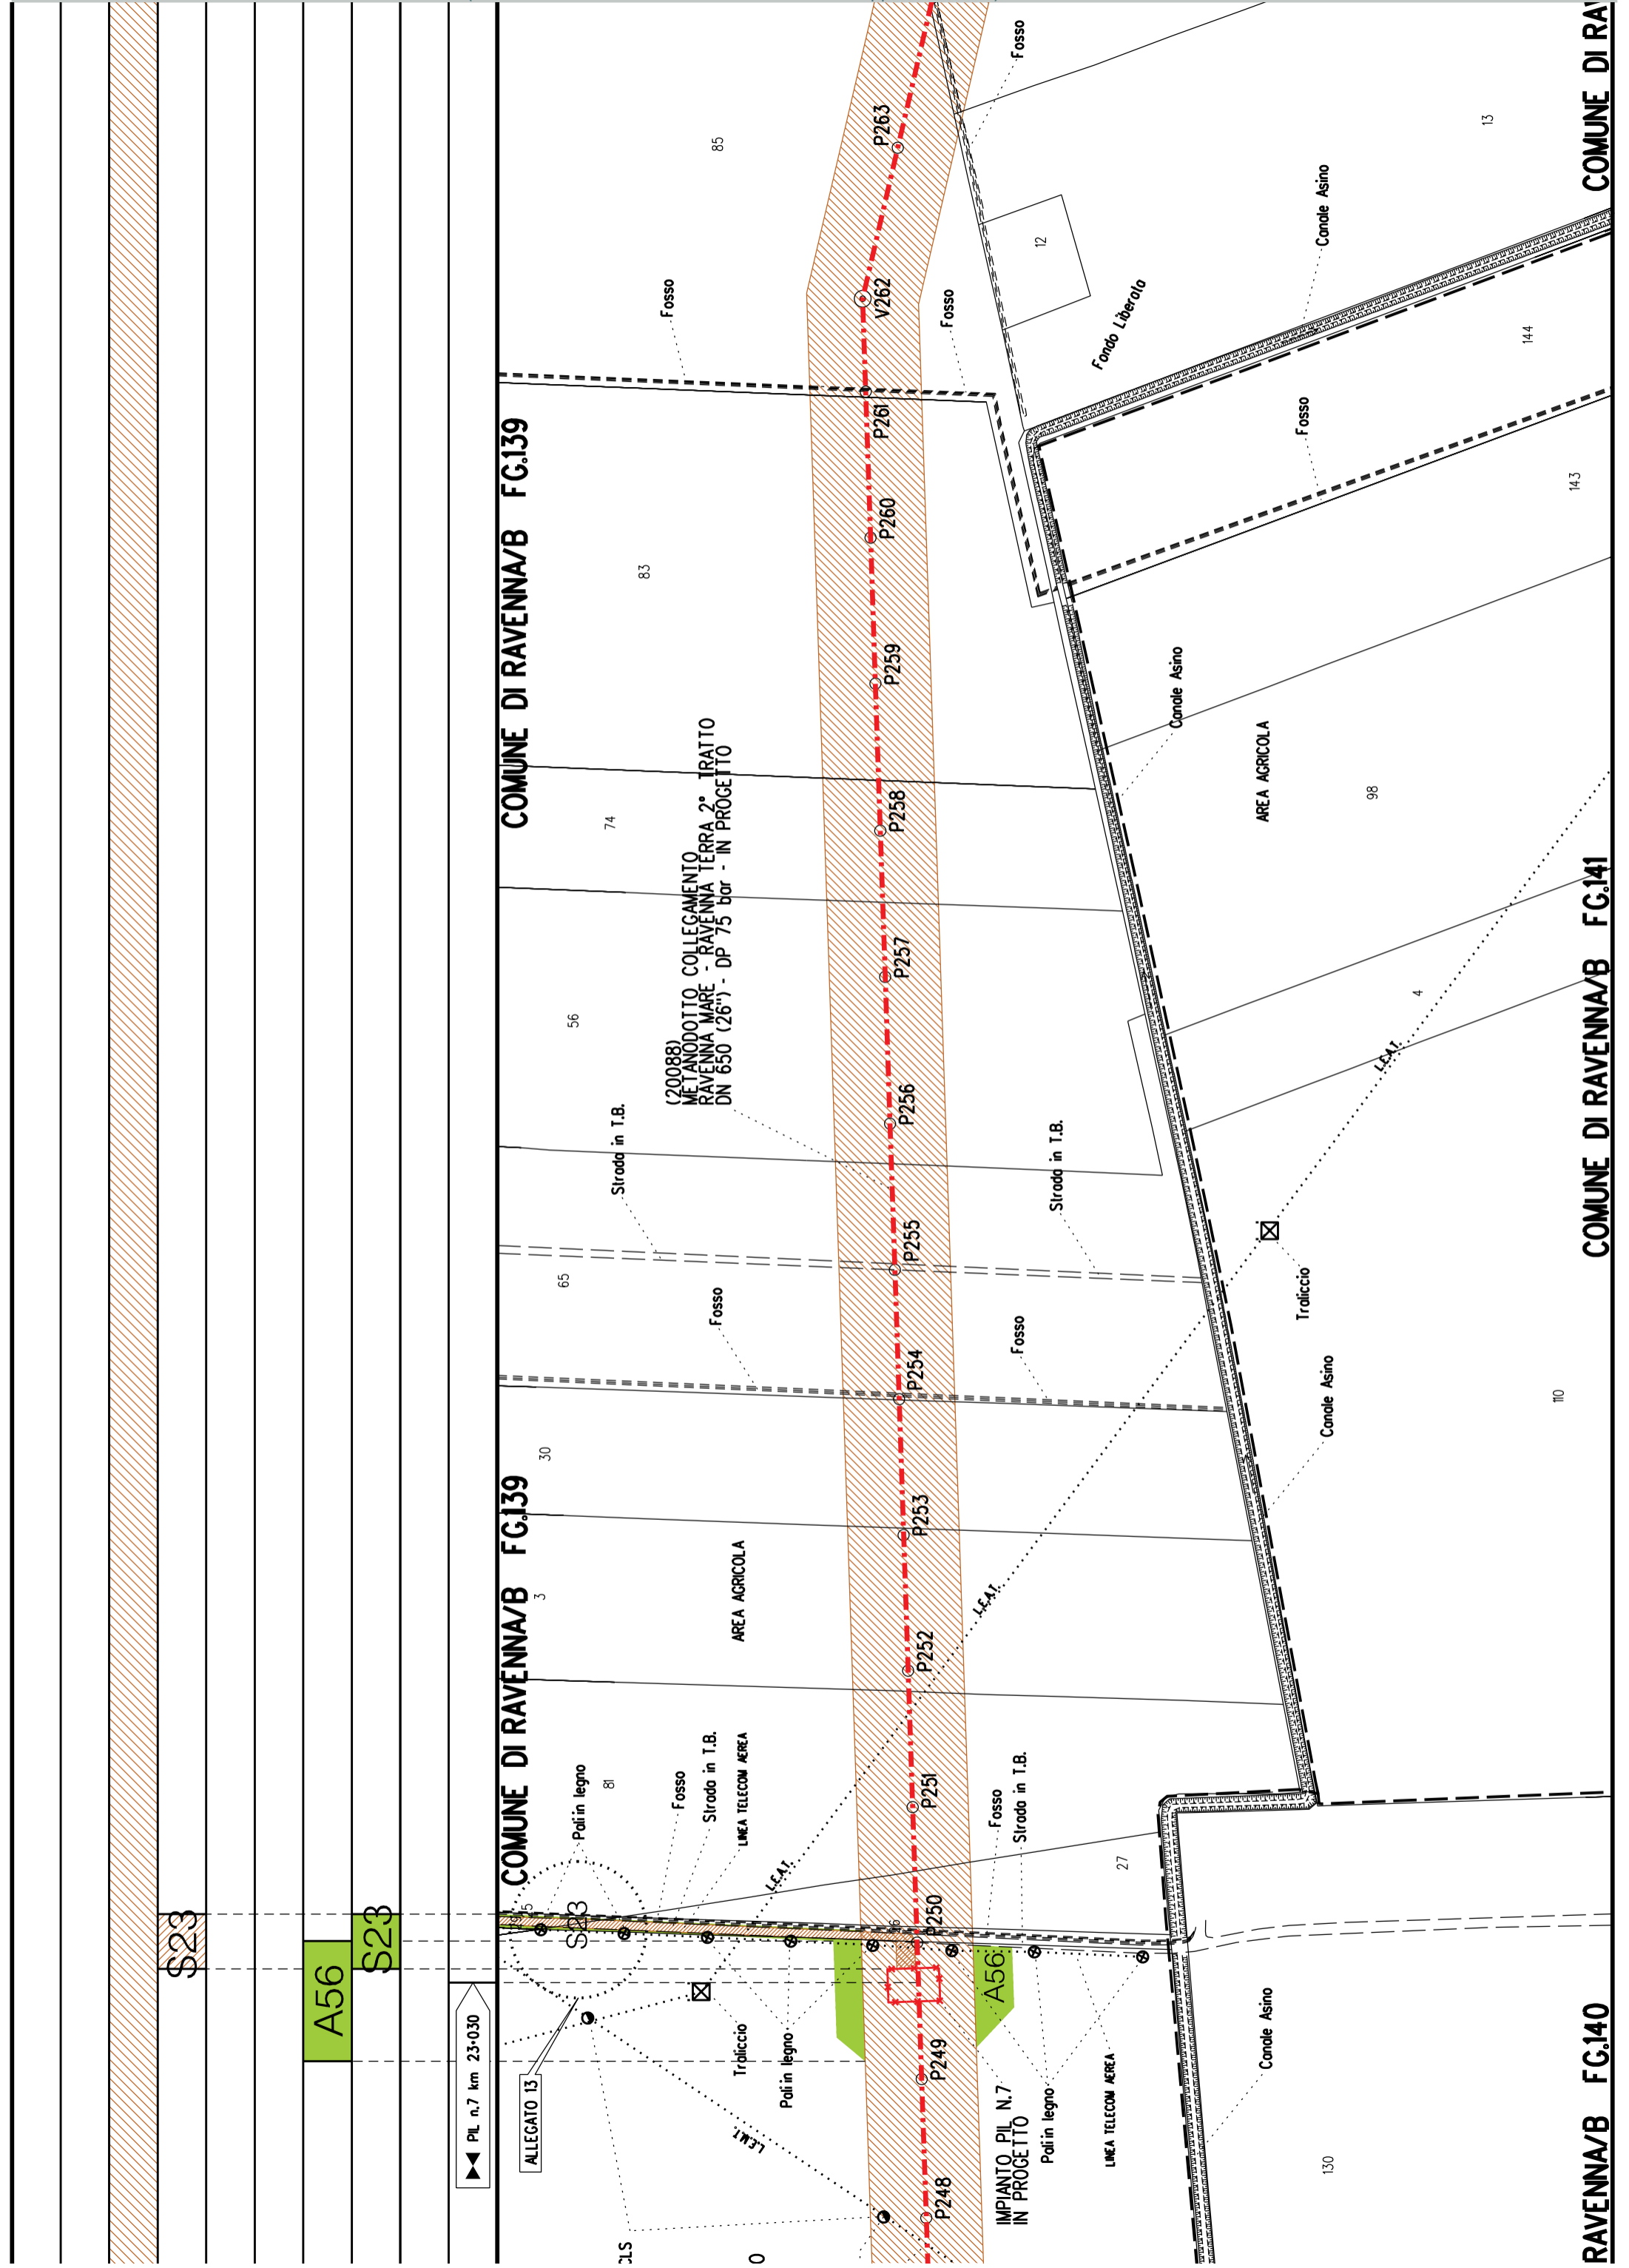 S23
A56
S23
PIL n.7 km 23+030
ALLEGATO 13
COMUNE DI RAVENNA/B FG.139
COMUNE DI RAVENNA/B FG.139
85
83
74
56
65
30
3
81
Fosso
(20088)
METANODOTTO COLLEGAMENTO
RAVENNA MARE - RAVENNA TERRA 2° TRATTO
DN 650 (26") - DP 75 bar - IN PROGETTO
Strada in T.B.
Fosso
AREA AGRICOLA
Pali in legno
Fosso
Strada in T.B.
LINEA TELECOM AEREA
S23
L.E.A.T.
Traliccio
Pali in legno
L.E.M.T.
CLS
P248
P249
P250
P251
P252
P253
P254
P255
P256
P257
P258
P259
P260
P261
V262
P263
A56
IMPIANTO PIL N.7
IN PROGETTO
Pali in legno
LINEA TELECOM AEREA
Fosso
Strada in T.B.
27
L.E.A.T.
Fosso
Strada in T.B.
Fosso
Fosso
12
13
Fondo Liberato
Canale Asino
144
Fosso
143
Canale Asino
AREA AGRICOLA
98
4
L.E.A.T.
Traliccio
Canale Asino
110
Canale Asino
130
RAVENNA/B FG.140
COMUNE DI RAVENNA/B FG.141
COMUNE DI RAV